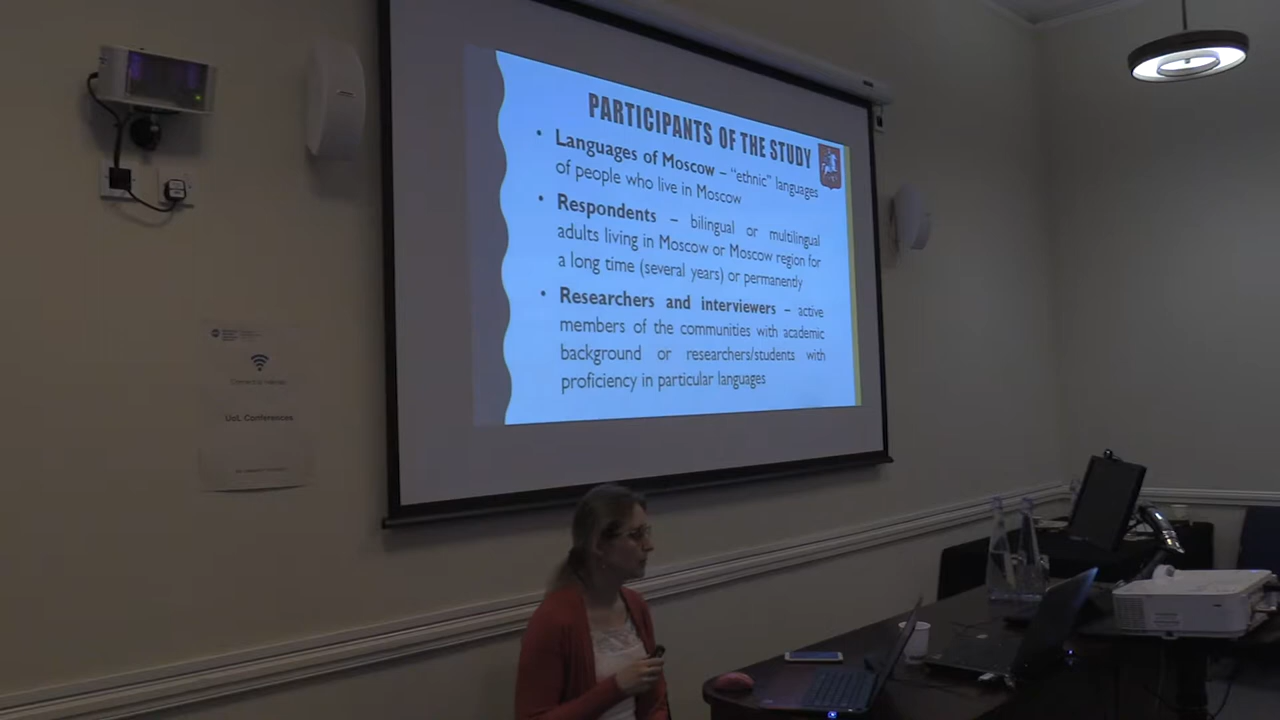 PARTICIPANTS OF THE STUDY
• Languages of Moscow – “ethnic” languages
of people who live in Moscow
• Respondents – bilingual or multilingual
adults living in Moscow or Moscow region for
a long time (several years) or permanently
• Researchers and interviewers – active
members of the communities with academic
background or researchers/students with
proficiency in particular languages
UoL Conferences